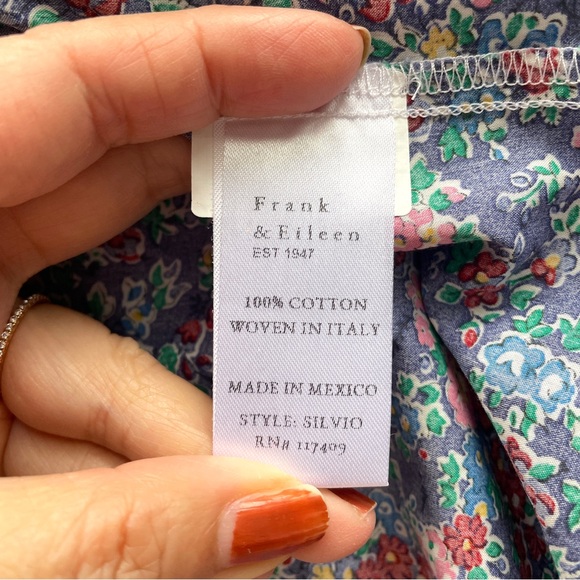 Frank
& Eileen
EST 1947
100% COTTON
WOVEN IN ITALY
MADE IN MEXICO
STYLE: SILVIO
RN# 117409